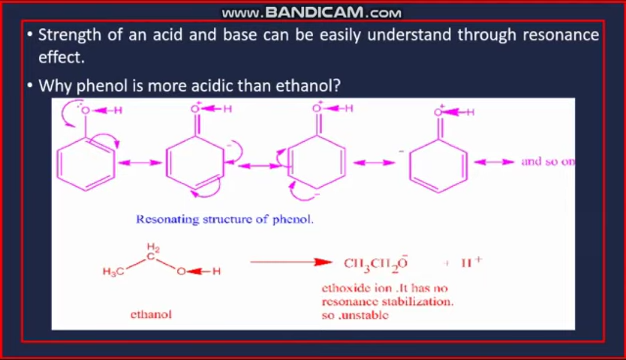 www.BANDICAM.com
• Strength of an acid and base can be easily understand through resonance
effect.
• Why phenol is more acidic than ethanol?
:O H O+ H O+ H O+ H
- - - and so on
Resonating structure of phenol.
H2
C
H3C O H CH3CH2Ō + H+
ethoxide ion .It has no
resonance stabilization.
ethanol so ,unstable